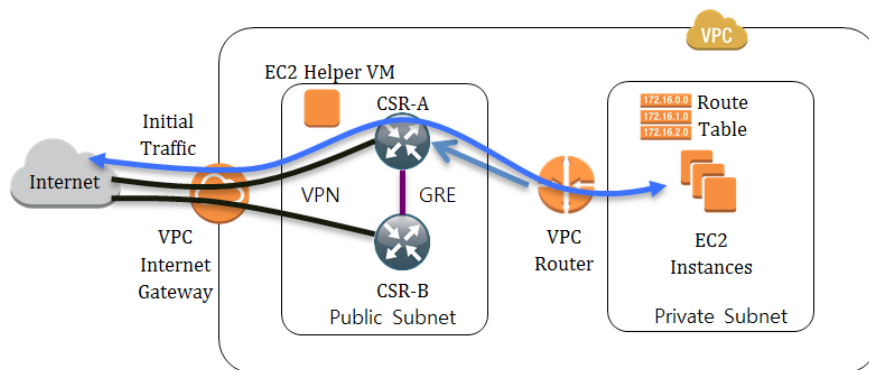 VPC
EC2 Helper VM
CSR-A
172.16.0.0
172.16.1.0
172.16.2.0
Route
Table
Initial
Traffic
Internet
VPN
GRE
VPC
Internet
Gateway
VPC
Router
EC2
Instances
CSR-B
Public Subnet
Private Subnet